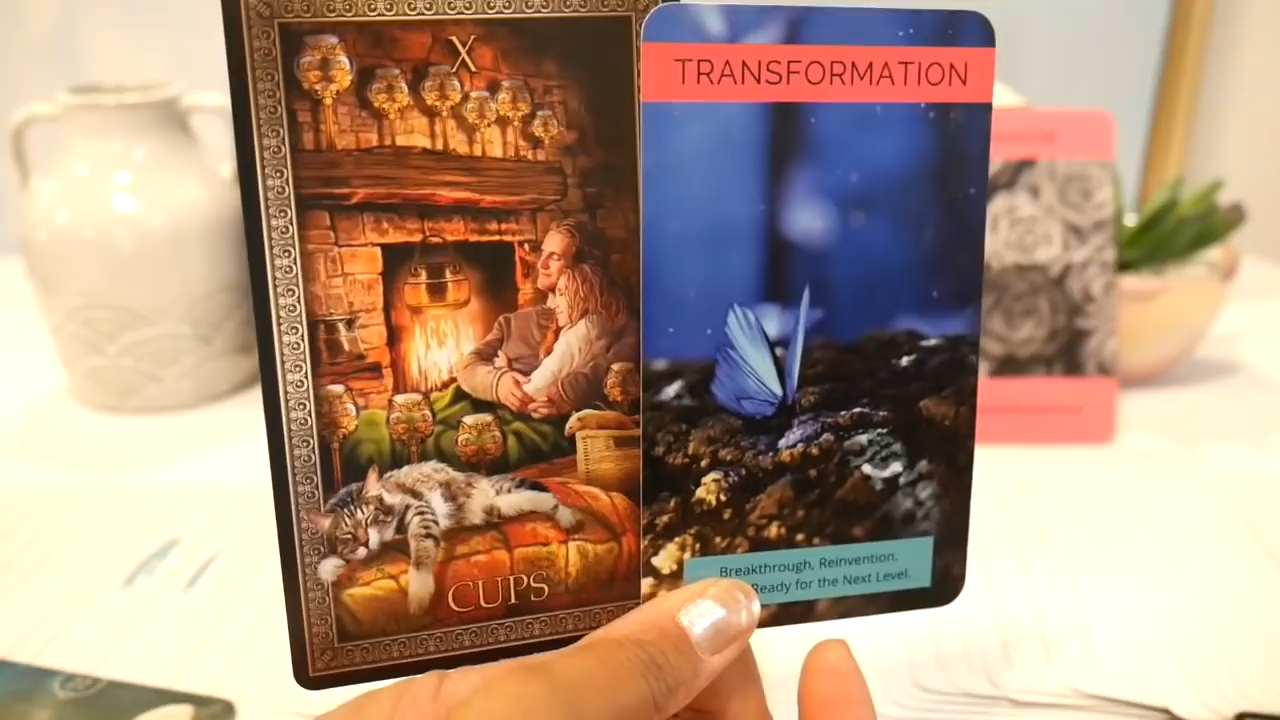 X
CUPS
TRANSFORMATION
Breakthrough, Reinvention.
Ready for the Next Level.